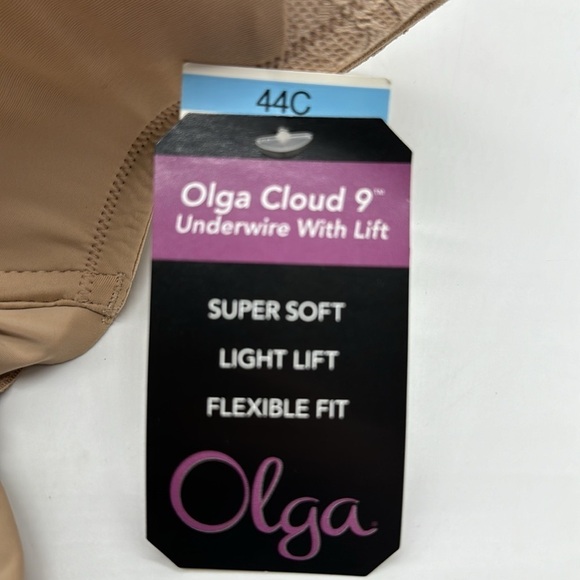 44C
Olga Cloud 9™
Underwire With Lift
SUPER SOFT
LIGHT LIFT
FLEXIBLE FIT
Olga®